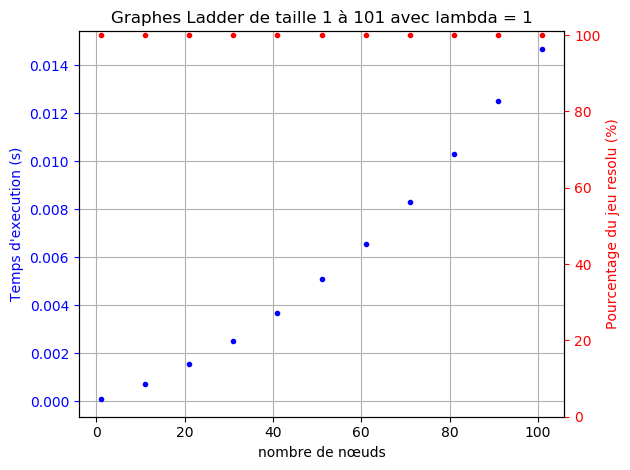 Graphes Ladder de taille 1 à 101 avec lambda = 1
0.014
0.012
0.010
0.008
0.006
0.004
0.002
0.000
Temps d'execution (s)
100
80
60
40
20
0
Pourcentage du jeu resolu (%)
0 20 40 60 80 100
nombre de nœuds